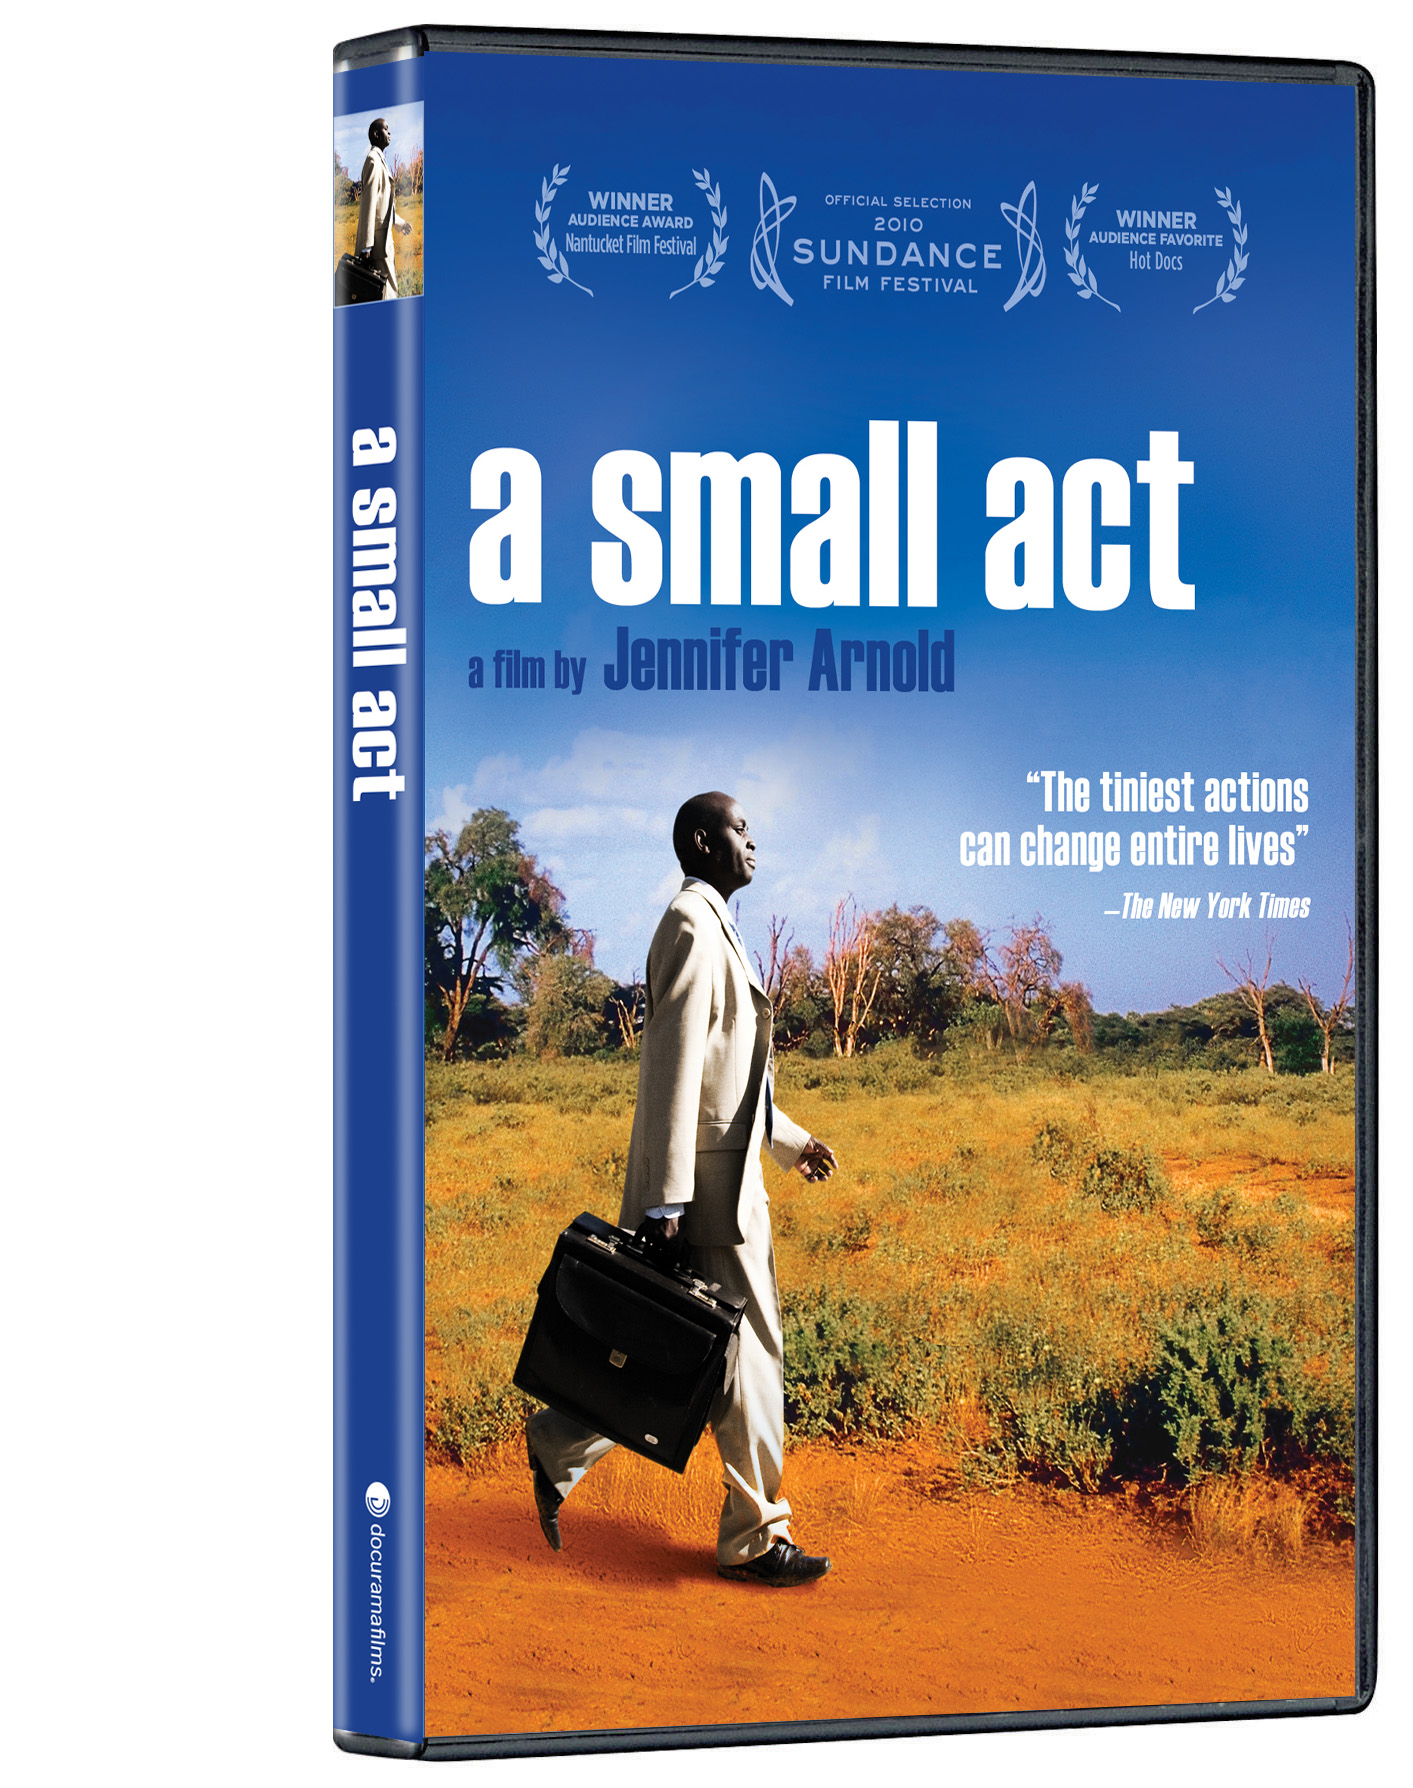 WINNER
AUDIENCE AWARD
Nantucket Film Festival
OFFICIAL SELECTION
2010
SUNDANCE
FILM FESTIVAL
WINNER
AUDIENCE FAVORITE
Hot Docs
a small act
a film by Jennifer Arnold
“The tiniest actions
can change entire lives”
—The New York Times
a small act
docuramafilms.